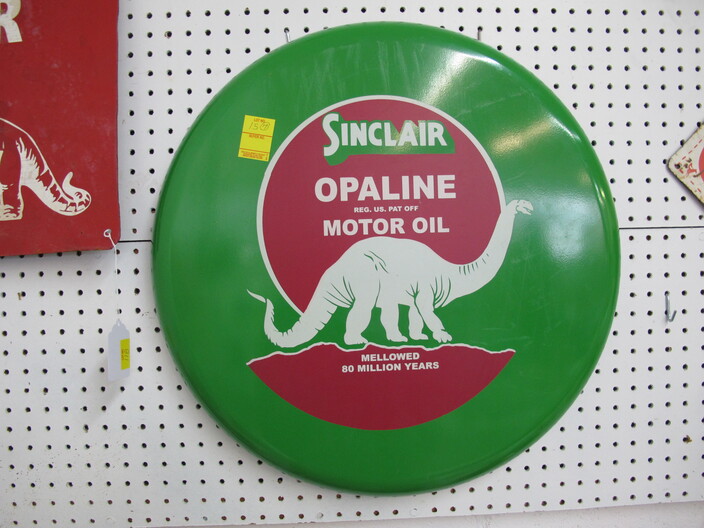 R
SINCLAIR
OPALINE
REG. US. PAT OFF
MOTOR OIL
MELLOWED
80 MILLION YEARS